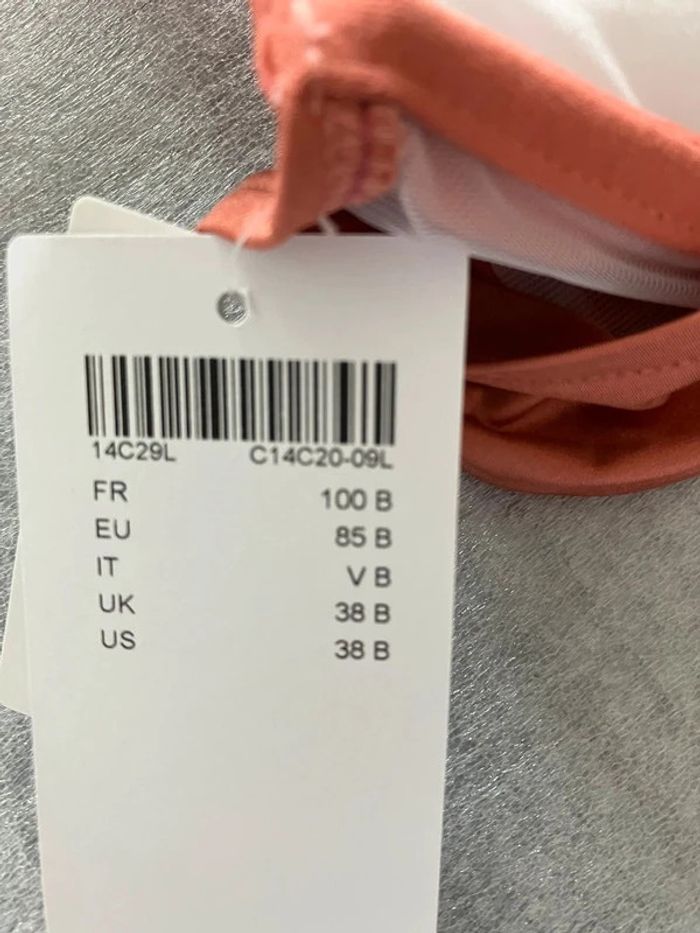 14C29L C14C20-09L
FR 100 B
EU 85 B
IT V B
UK 38 B
US 38 B